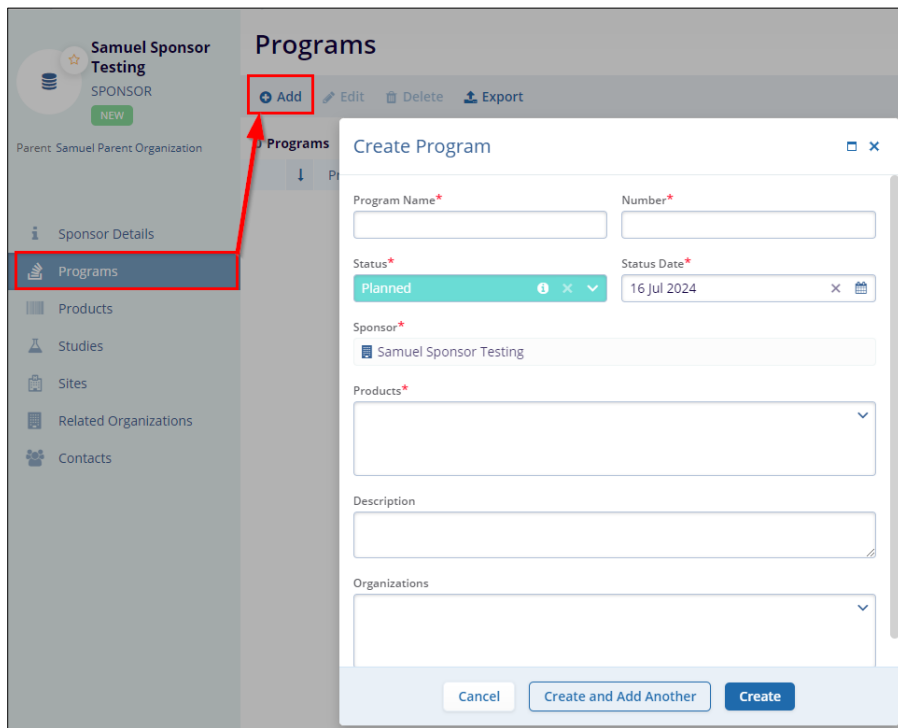 Samuel Sponsor
Testing
SPONSOR
NEW
Parent Samuel Parent Organization
Sponsor Details
Programs
Products
Studies
Sites
Related Organizations
Contacts
Programs
Add Edit Delete Export
Programs
Create Program
Program Name* Number*
Status* Status Date*
Planned 16 Jul 2024
Sponsor*
Samuel Sponsor Testing
Products*
Description
Organizations
Cancel Create and Add Another Create